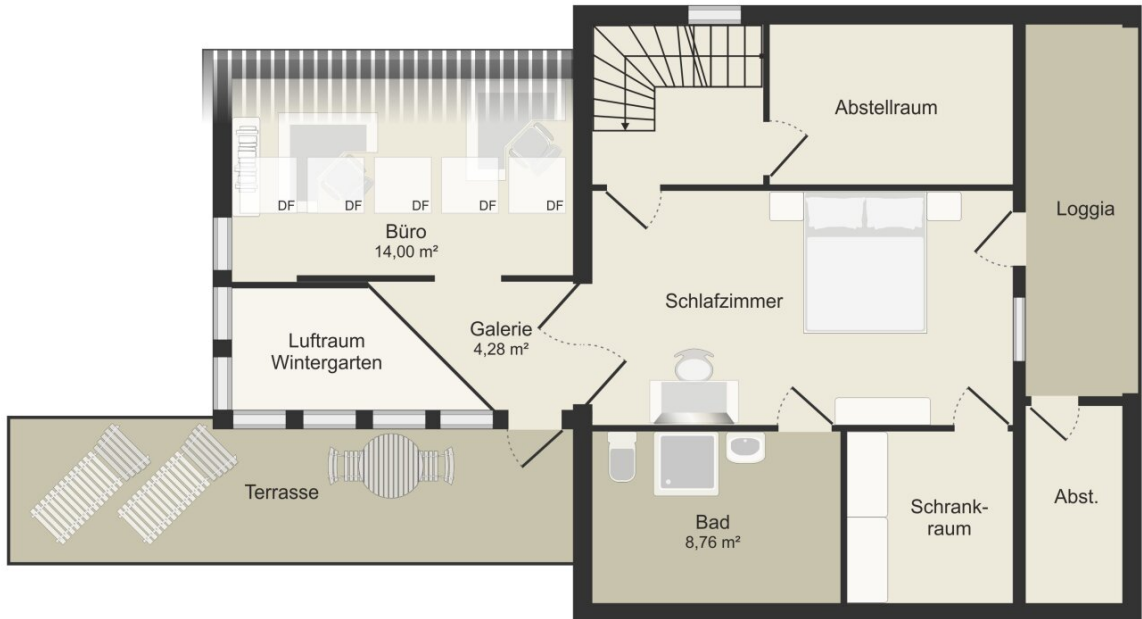 Abstellraum
Loggia
DF
DF
DF
DF
DF
Büro
14,00 m²
Schlafzimmer
Galerie
4,28 m²
Luftraum
Wintergarten
Terrasse
Bad
8,76 m²
Schrank-
raum
Abst.